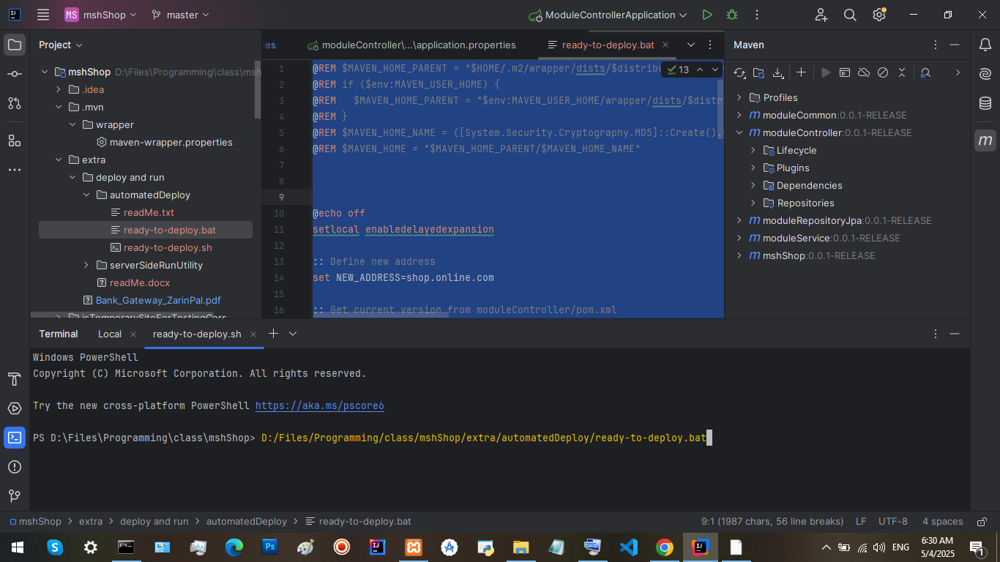 MS mshShop master ModuleControllerApplication
Project
mshShop D:\Files\Programming\class\msh
.idea
.mvn
wrapper
maven-wrapper.properties
extra
deploy and run
automatedDeploy
readMe.txt
ready-to-deploy.bat
ready-to-deploy.sh
serverSideRunUtility
readMe.docx
Bank_Gateway_ZarinPal.pdf
isTemporarySiteForTestingCors
es moduleController\...\application.properties ready-to-deploy.bat
13
1 @REM $MAVEN_HOME_PARENT = "$HOME/.m2/wrapper/dists/$distribu
2 @REM if ($env:MAVEN_USER_HOME) {
3 @REM   $MAVEN_HOME_PARENT = "$env:MAVEN_USER_HOME/wrapper/dists/$distr
4 @REM }
5 @REM $MAVEN_HOME_NAME = ([System.Security.Cryptography.MD5]::Create().
6 @REM $MAVEN_HOME = "$MAVEN_HOME_PARENT/$MAVEN_HOME_NAME"
7
8
9
10 @echo off
11 setlocal enabledelayedexpansion
12
13 :: Define new address
14 set NEW_ADDRESS=shop.online.com
15
16 :: Get current version from moduleController/pom.xml
Maven
Profiles
m moduleCommon:0.0.1-RELEASE
m moduleController:0.0.1-RELEASE
Lifecycle
Plugins
Dependencies
Repositories
m moduleRepositoryJpa:0.0.1-RELEASE
m moduleService:0.0.1-RELEASE
m mshShop:0.0.1-RELEASE
m
Terminal Local ready-to-deploy.sh
Windows PowerShell
Copyright (C) Microsoft Corporation. All rights reserved.
Try the new cross-platform PowerShell https://aka.ms/pscore6
PS D:\Files\Programming\class\mshShop> D:/Files/Programming/class/mshShop/extra/automatedDeploy/ready-to-deploy.bat
mshShop > extra > deploy and run > automatedDeploy > ready-to-deploy.bat 9:1 (1987 chars, 56 line breaks) LF UTF-8 4 spaces
ENG 6:30 AM
5/4/2025
1